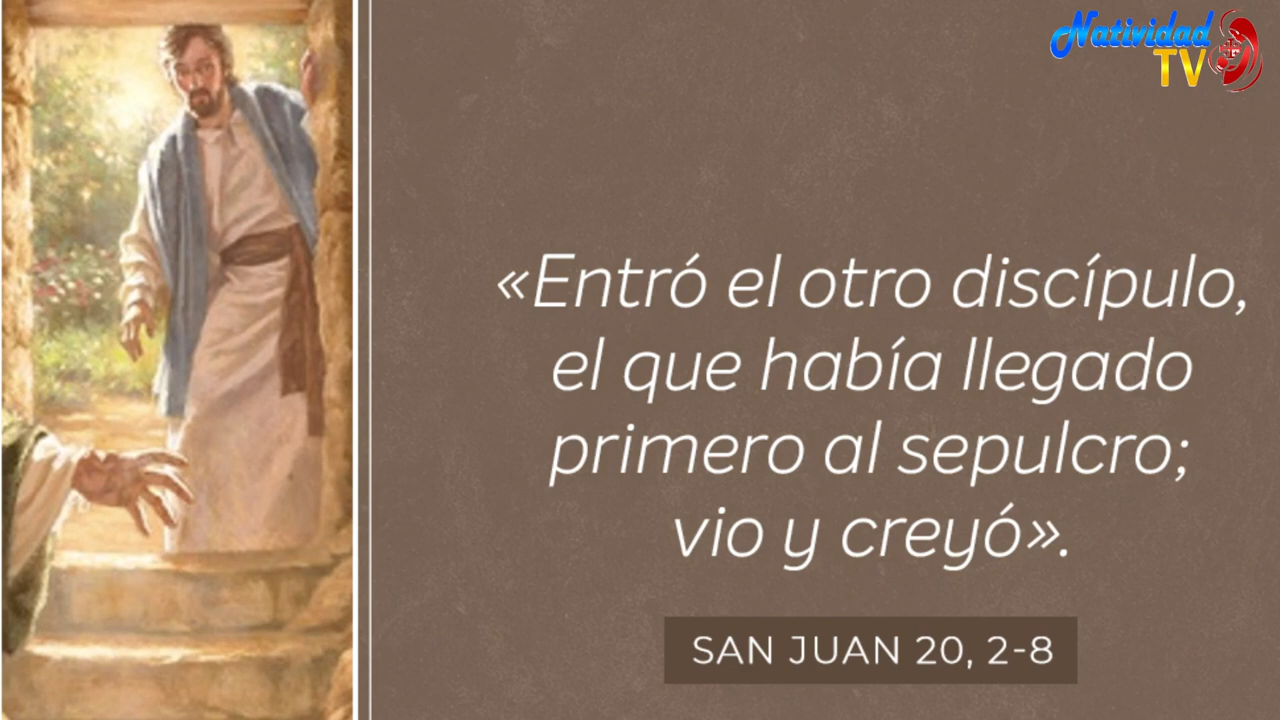 Natividad
TV
«Entró el otro discípulo,
el que había llegado
primero al sepulcro;
vio y creyó».
SAN JUAN 20, 2-8